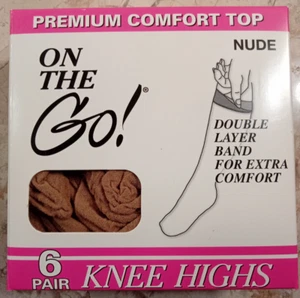 PREMIUM COMFORT TOP
NUDE
ON
THE
Go!®
DOUBLE
LAYER
BAND
FOR EXTRA
COMFORT
6
PAIR
KNEE HIGHS